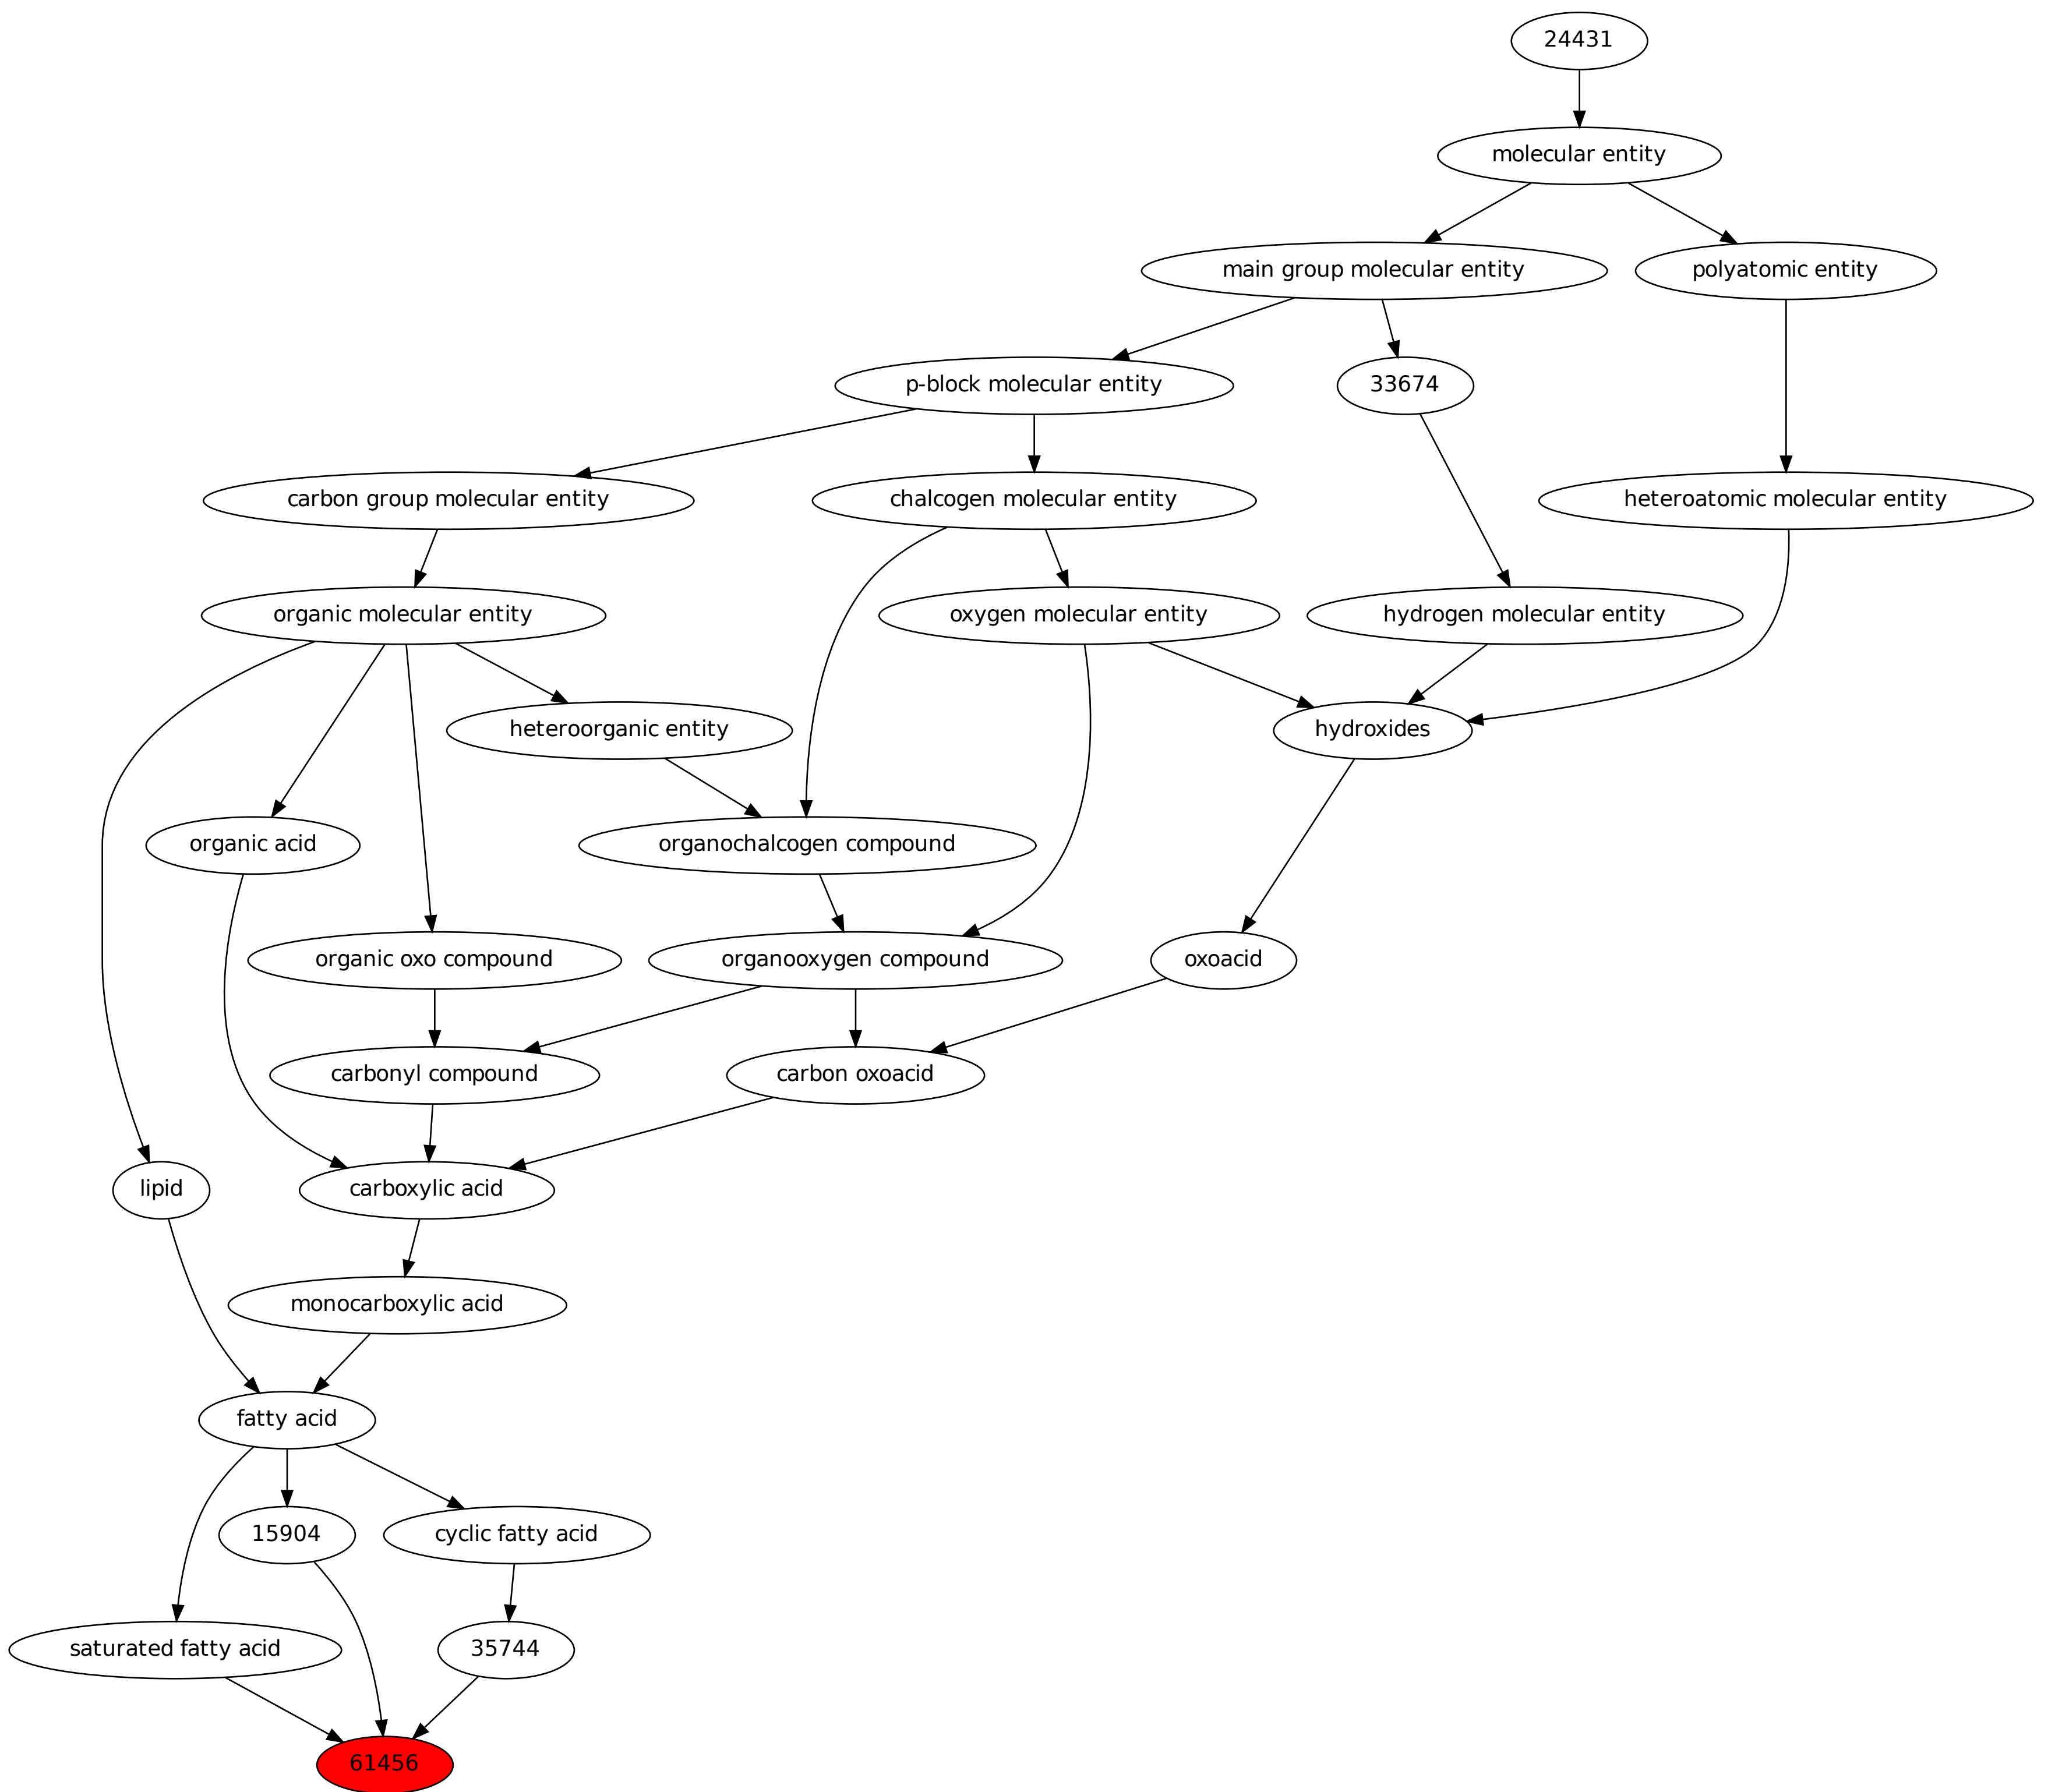 24431
molecular entity
main group molecular entity
polyatomic entity
p-block molecular entity
33674
carbon group molecular entity
chalcogen molecular entity
heteroatomic molecular entity
organic molecular entity
oxygen molecular entity
hydrogen molecular entity
heteroorganic entity
hydroxides
organic acid
organochalcogen compound
organic oxo compound
organooxygen compound
oxoacid
carbonyl compound
carbon oxoacid
lipid
carboxylic acid
monocarboxylic acid
fatty acid
15904
cyclic fatty acid
saturated fatty acid
35744
61456